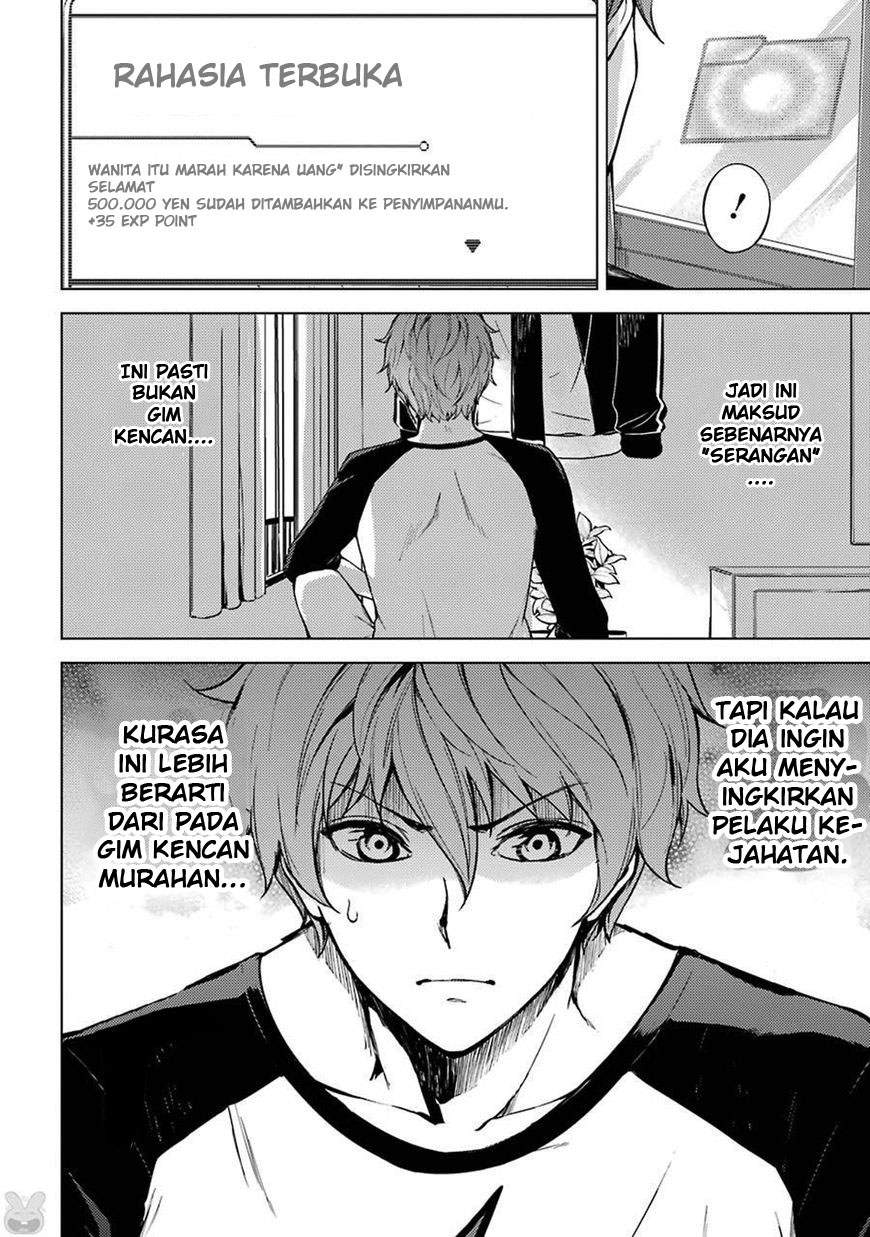 !
RAHASIA TERBUKA
WANITA ITU MARAH KARENA UANG" DISINGKIRKAN
SELAMAT
500.000 YEN SUDAH DITAMBAHKAN KE PENYIMPANANMU.
+35 EXP POINT
JADI INI
MAKSUD
SEBENARNYA
"SERANGAN"
....
INI PASTI
BUKAN
GIM
KENCAN....
TAPI KALAU
DIA INGIN
AKU MENY-
INGKIRKAN
PELAKU KE-
JAHATAN.
KURASA
INI LEBIH
BERARTI
DARI PADA
GIM KENCAN
MURAHAN...